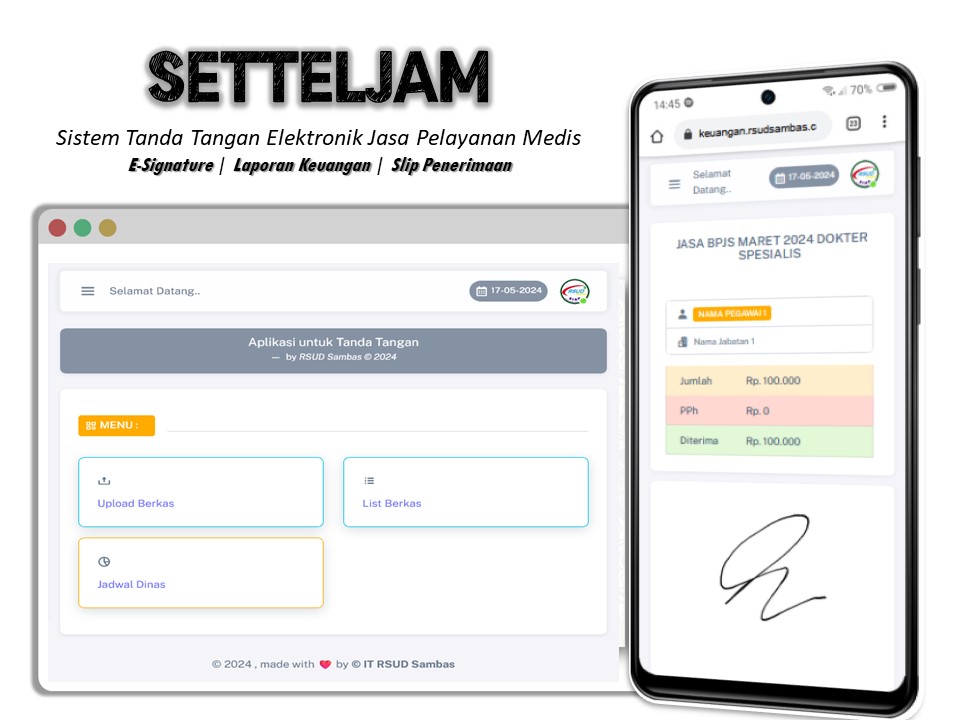 SETTELJAM
Sistem Tanda Tangan Elektronik Jasa Pelayanan Medis
E-Signature | Laporan Keuangan | Slip Penerimaan
Selamat Datang..
17-05-2024
RSUD
Aplikasi untuk Tanda Tangan
— by RSUD Sambas © 2024
MENU :
Upload Berkas
List Berkas
Jadwal Dinas
© 2024 , made with ❤ by © IT RSUD Sambas
14:45
70%
keuangan.rsudsambas.c
23
Selamat
Datang..
17-05-2024
RSUD
JASA BPJS MARET 2024 DOKTER
SPESIALIS
NAMA PEGAWAI 1
Nama Jabatan 1
Jumlah Rp. 100.000
PPh Rp. 0
Diterima Rp. 100.000